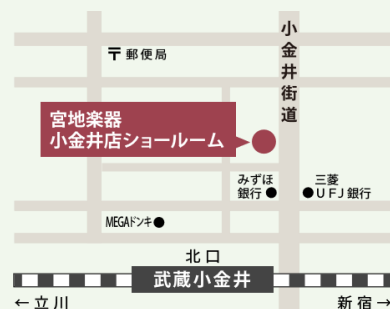 小金井街道
〒郵便局
宮地楽器
小金井店ショールーム
みずほ
銀行
三菱
UFJ銀行
MEGAドンキ
北口
武蔵小金井
←立川
新宿→